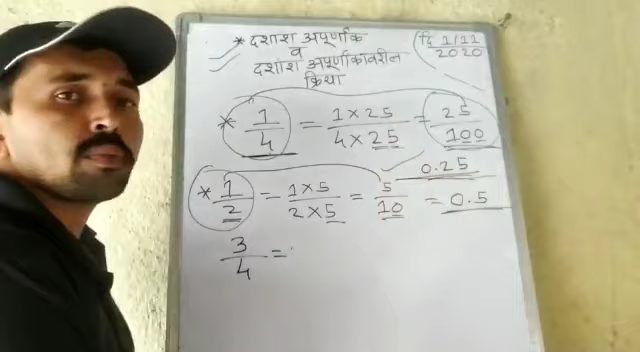 * दशांश अपूर्णांक
व
दशांश अपूर्णांकावरील
क्रिया
दि 1/11
2020
* 1/4 = 1×25/4×25 = 25/100
0.25
* 1/2 = 1×5/2×5 = 5/10 = 0.5
3/4 =